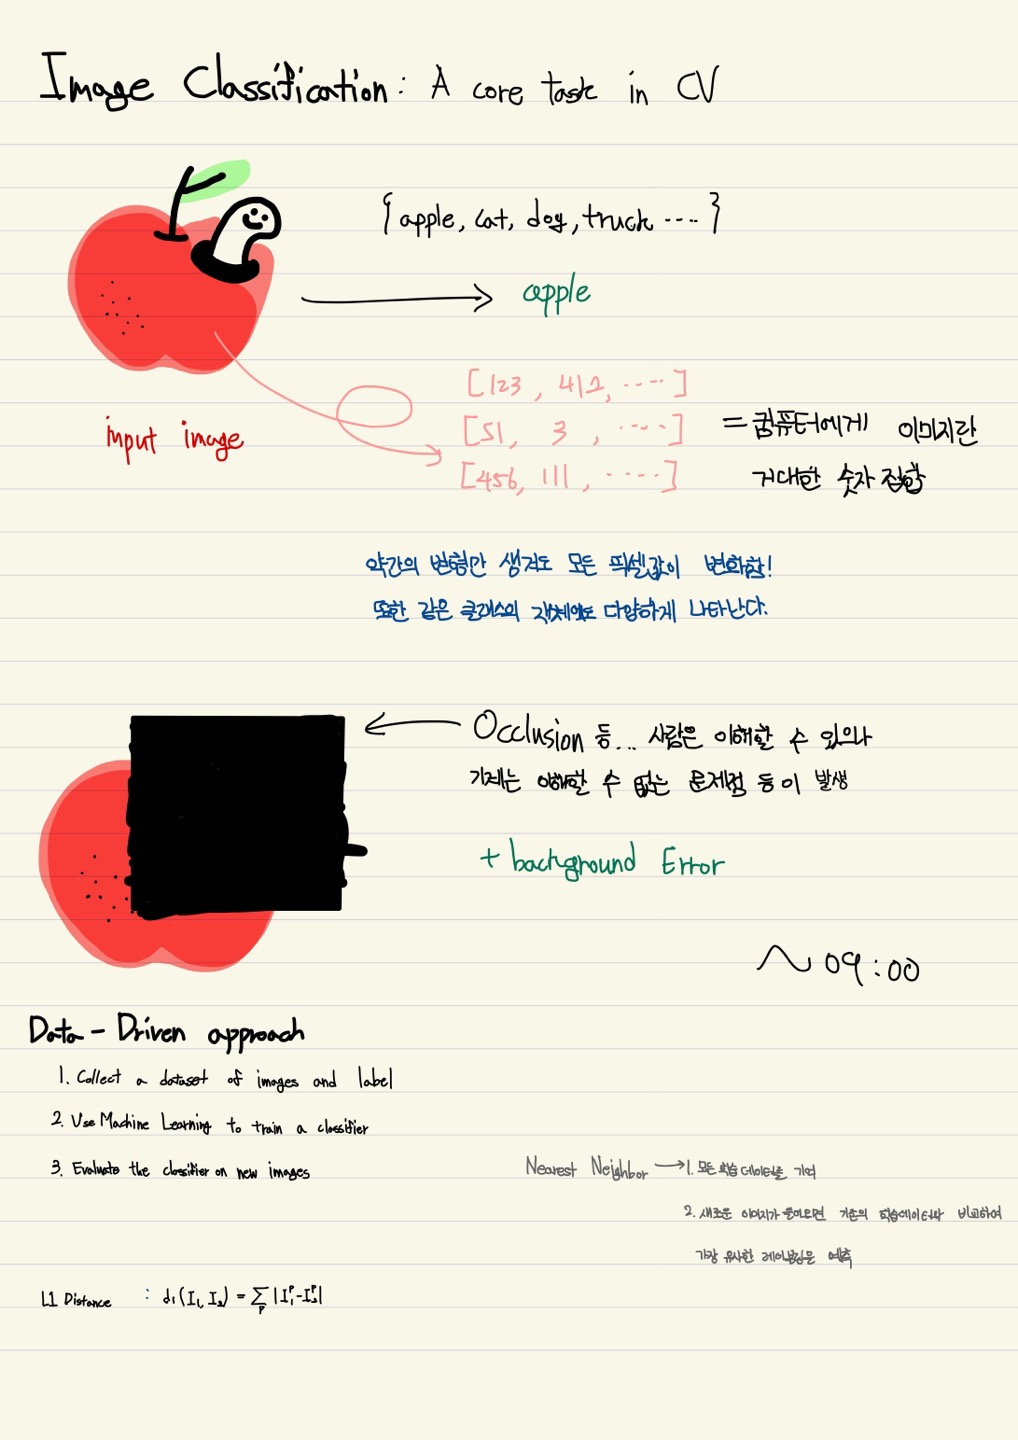 Image Classification : A core task in CV
{ apple, cat, dog, truck ---- }
apple
input image
[123, 412, ·····]
[51, 3, ·····]
[456, 111, ·····]
= 컴퓨터에게 이미지란
거대한 숫자 집합
약간의 변형만 생겨도 모든 픽셀값이 변화함!
또한 같은 클래스의 객체에도 다양하게 나타난다.
Occlusion 등... 사람은 이해할 수 있으나
기계는 이해할 수 없는 문제점 등이 발생
+ background Error
~ 09:00
Data - Driven approach
1. Collect a dataset of images and label
2. Use Machine Learning to train a classifier
3. Evaluate the classifier on new images
Nearest Neighbor → 1. 모든 학습 데이터를 기억
2. 새로운 이미지가 들어오면 기존의 학습데이터와 비교하여
가장 유사한 레이블링을 예측
L1 Distance : d₁(I₁, I₂) = ∑ₚ |I₁ᵖ - I₂ᵖ|